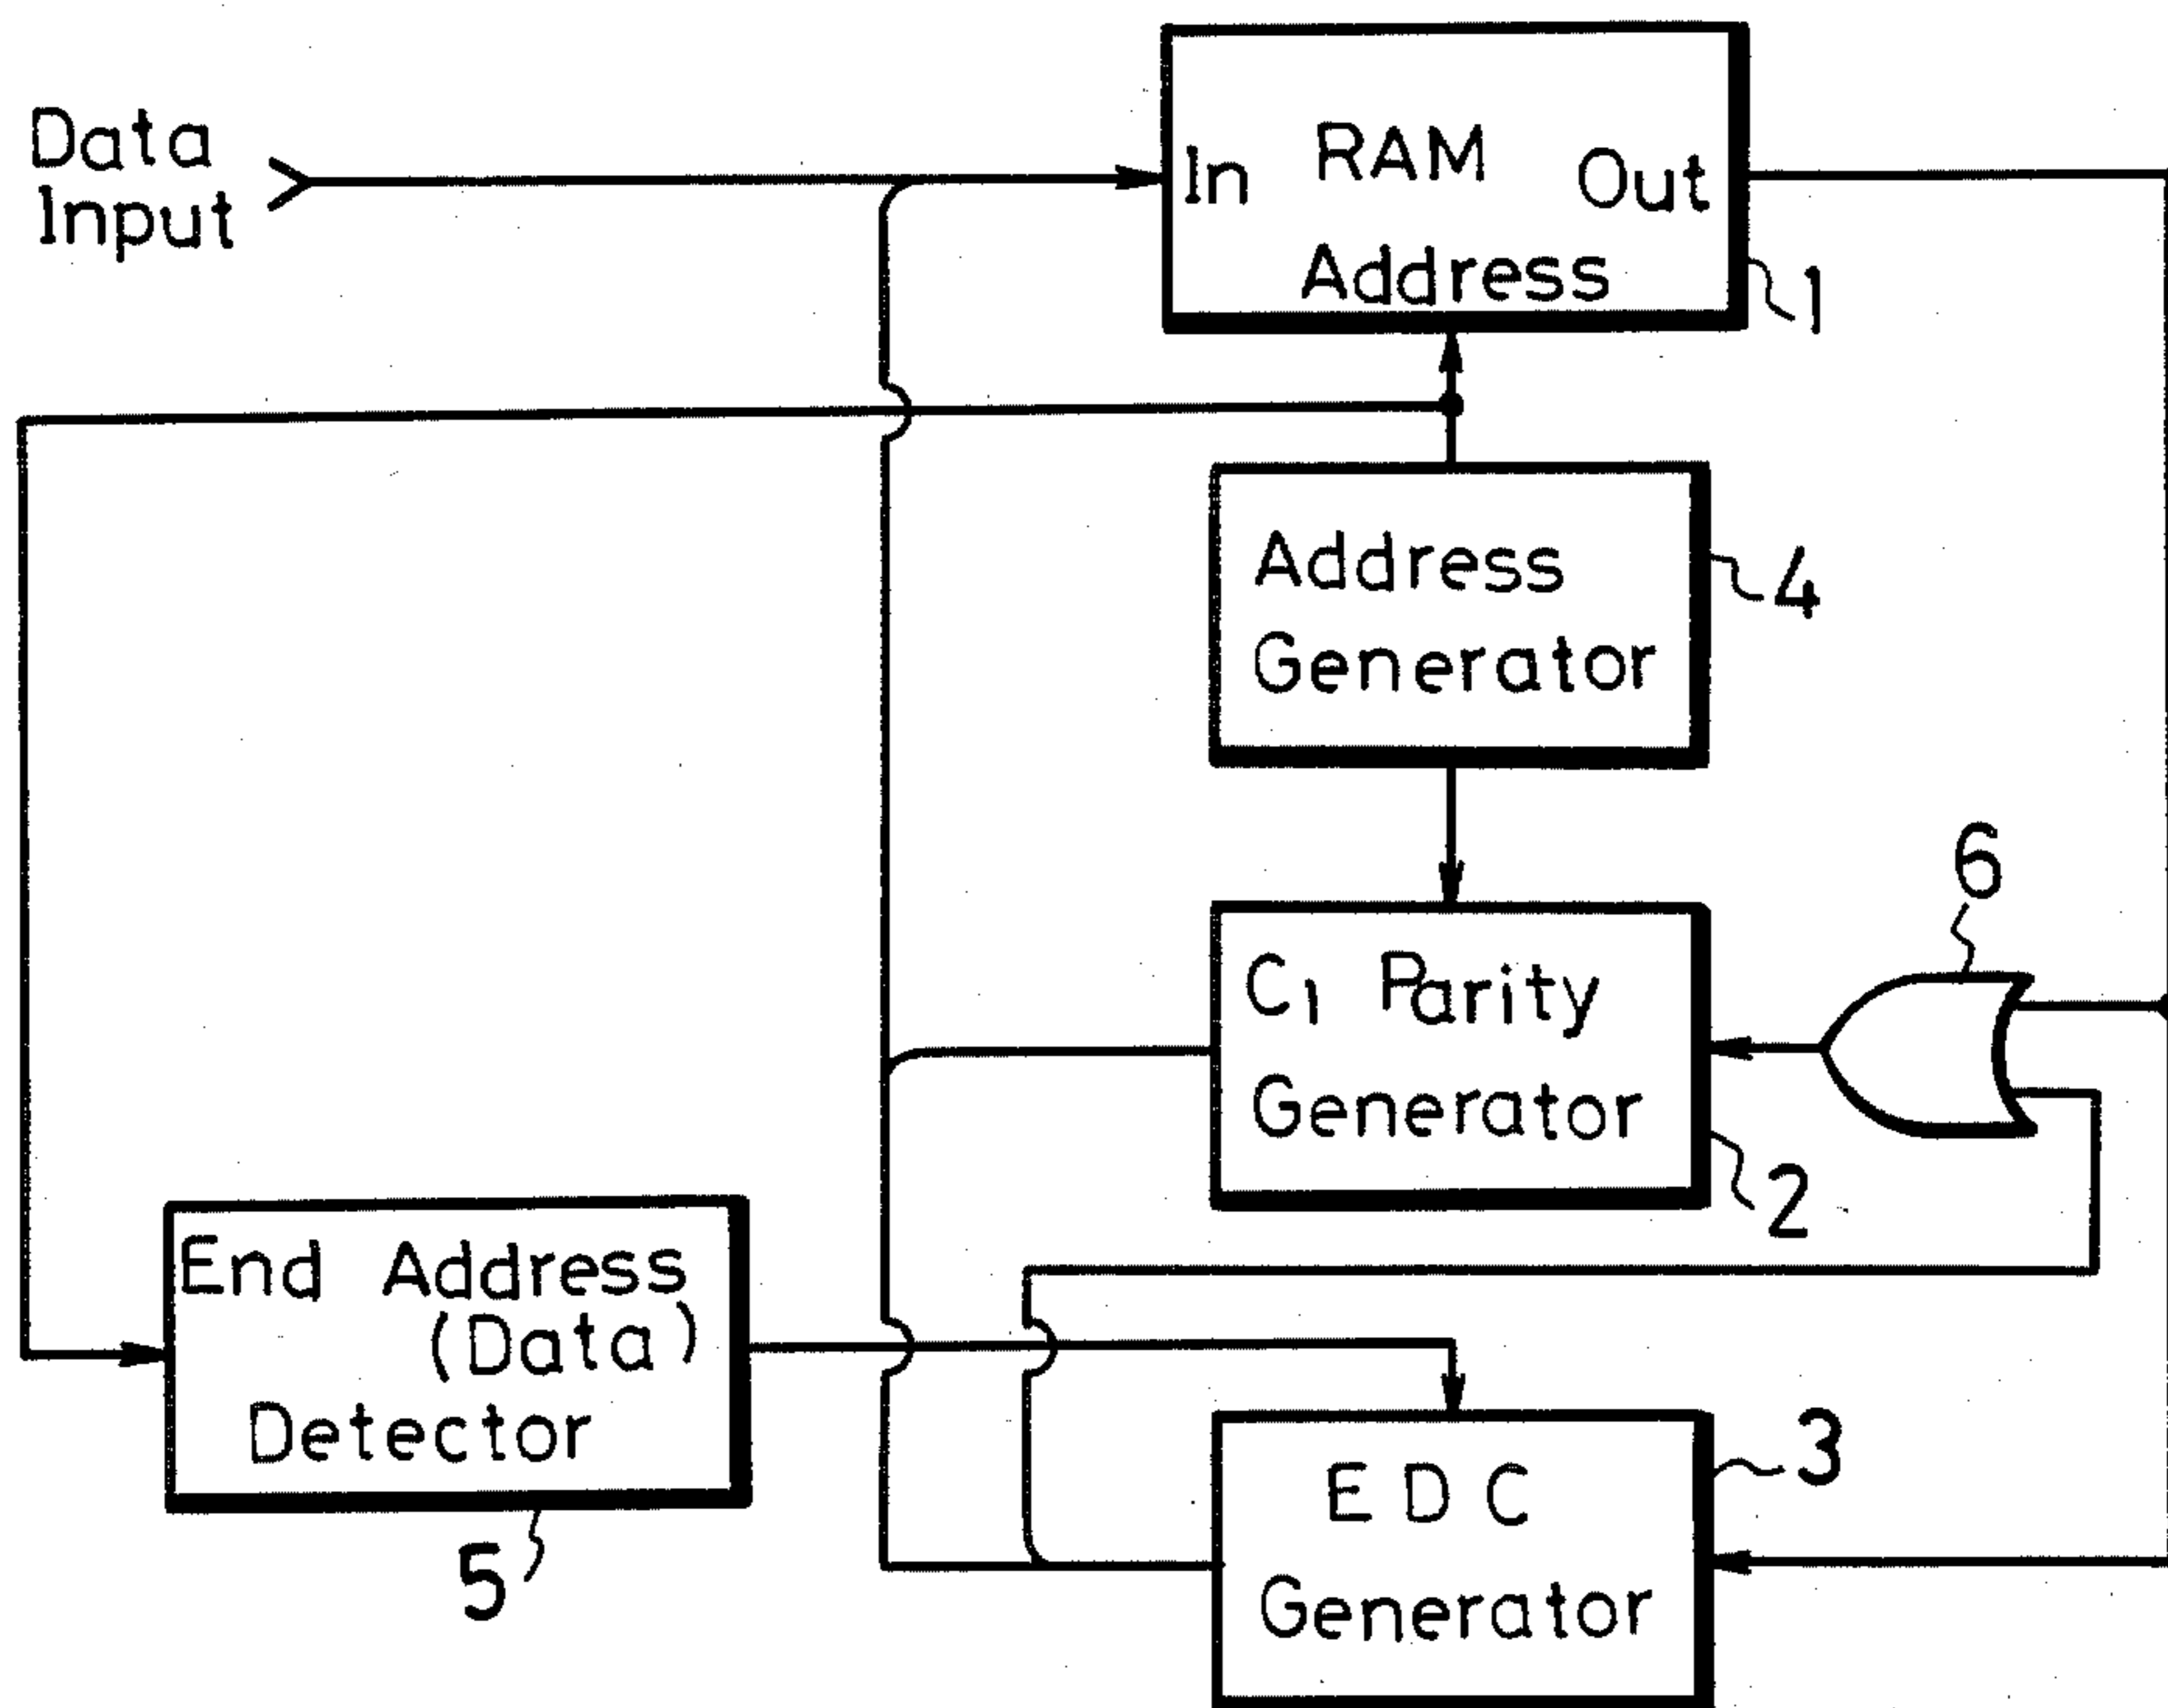 Data
Input
In RAM Out
Address
1
Address
Generator
4
6
C1 Parity
Generator
2
End Address
(Data)
Detector
5
E D C
Generator
3